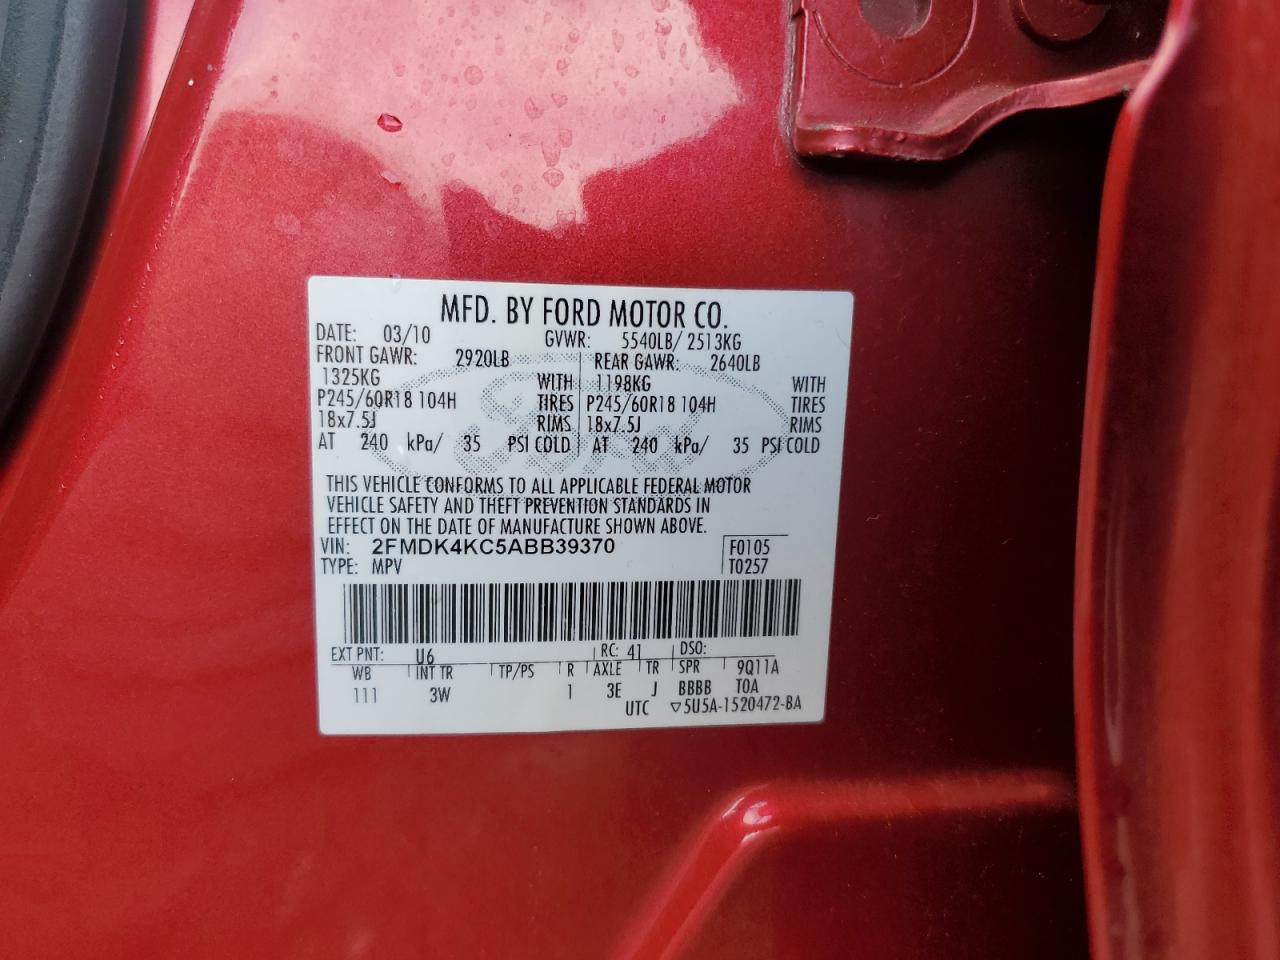 MFD. BY FORD MOTOR CO.
DATE: 03/10 GVWR: 5540LB/ 2513KG
FRONT GAWR: 2920LB REAR GAWR: 2640LB
1325KG WITH 1198KG WITH
P245/60R18 104H TIRES P245/60R18 104H TIRES
18x7.5J RIMS 18x7.5J RIMS
AT 240 kPa/ 35 PSI COLD AT 240 kPa/ 35 PSI COLD
THIS VEHICLE CONFORMS TO ALL APPLICABLE FEDERAL MOTOR
VEHICLE SAFETY AND THEFT PREVENTION STANDARDS IN
EFFECT ON THE DATE OF MANUFACTURE SHOWN ABOVE.
VIN: 2FMDK4KC5ABB39370 F0105
TYPE: MPV T0257
EXT PNT: U6 RC: 41 DSO:
WB INT TR TP/PS R AXLE TR SPR 9Q11A
111 3W 1 3E J BBBB T0A
UTC ▽5U5A-1520472-BA